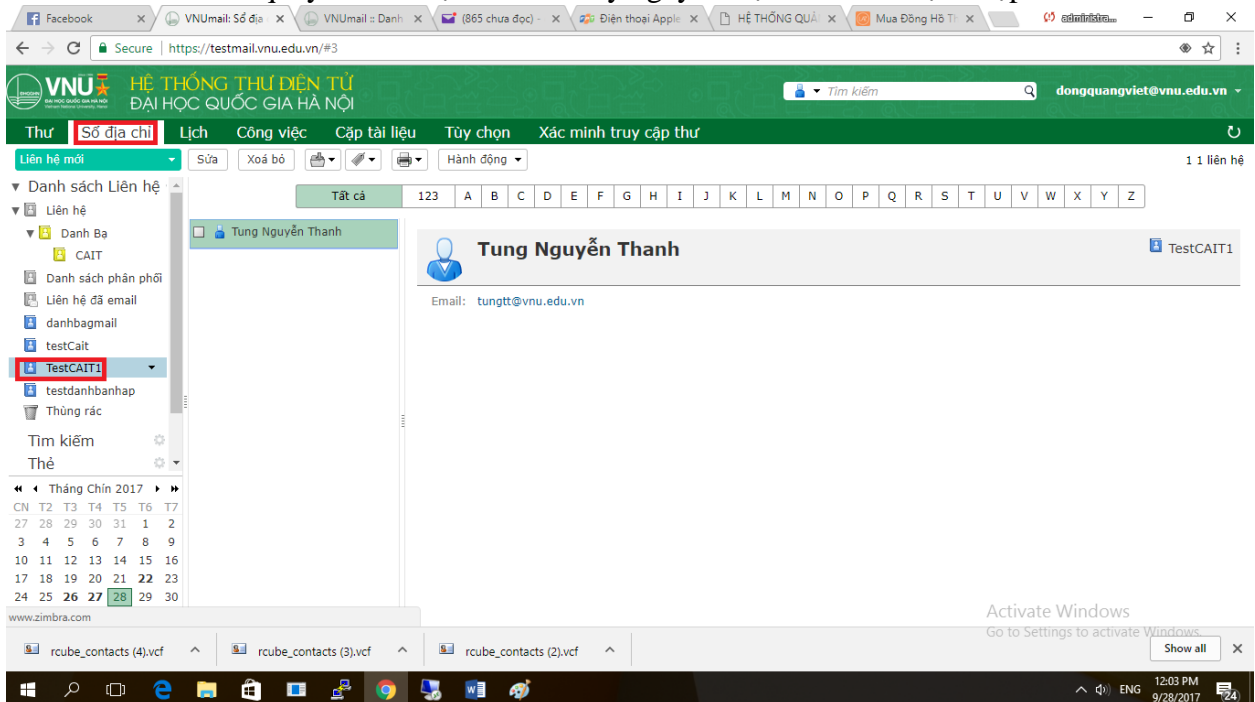 Facebook
VNUmail: Sổ địa
VNUmail :: Danh
(865 chưa đọc) -
Điện thoại Apple
HỆ THỐNG QUẢ
Mua Đồng Hồ Th
Secure
https://testmail.vnu.edu.vn/#3
VNU
ĐẠI HỌC QUỐC GIA HÀ NỘI
HỆ THỐNG THƯ ĐIỆN TỬ
ĐẠI HỌC QUỐC GIA HÀ NỘI
Tìm kiếm
dongquangviet@vnu.edu.vn
Thư
Sổ địa chỉ
Lịch
Công việc
Cặp tài liệu
Tùy chọn
Xác minh truy cập thư
Liên hệ mới
Sửa
Xoá bỏ
Hành động
1 1 liên hệ
Danh sách Liên hệ
Tất cả
123 A B C D E F G H I J K L M N O P Q R S T U V W X Y Z
Liên hệ
Danh Bạ
CAIT
Danh sách phân phối
Liên hệ đã email
danhbagmail
testCait
TestCAIT1
testdanhbanhap
Thùng rác
Tung Nguyễn Thanh
Tung Nguyễn Thanh
TestCAIT1
Email: tungtt@vnu.edu.vn
Tìm kiếm
Thẻ
Tháng Chín 2017
CN T2 T3 T4 T5 T6 T7
27 28 29 30 31 1 2
3 4 5 6 7 8 9
10 11 12 13 14 15 16
17 18 19 20 21 22 23
24 25 26 27 28 29 30
www.zimbra.com
Activate Windows
Go to Settings to activate Windows.
rcube_contacts (4).vcf
rcube_contacts (3).vcf
rcube_contacts (2).vcf
Show all
ENG
12:03 PM
9/28/2017
24